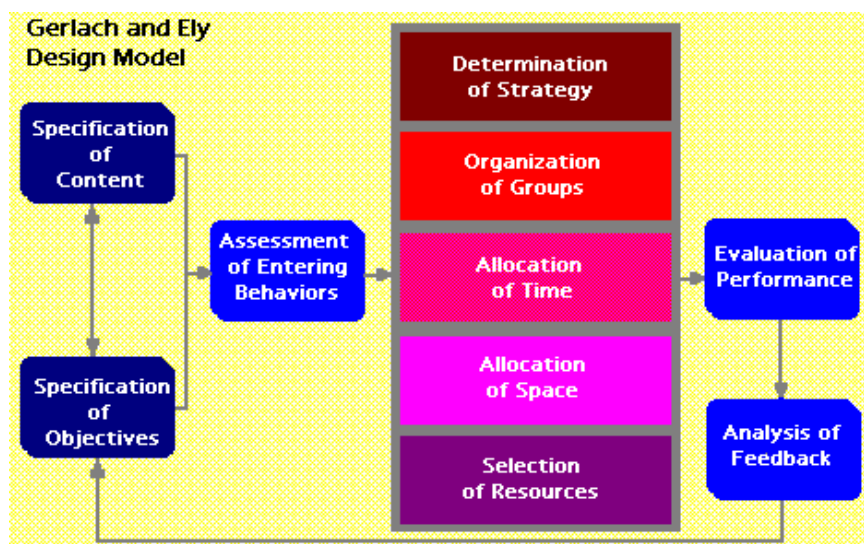 Gerlach and Ely
Design Model
Specification
of
Content
Specification
of
Objectives
Assessment
of Entering
Behaviors
Determination
of Strategy
Organization
of Groups
Allocation
of Time
Allocation
of Space
Selection
of Resources
Evaluation of
Performance
Analysis of
Feedback